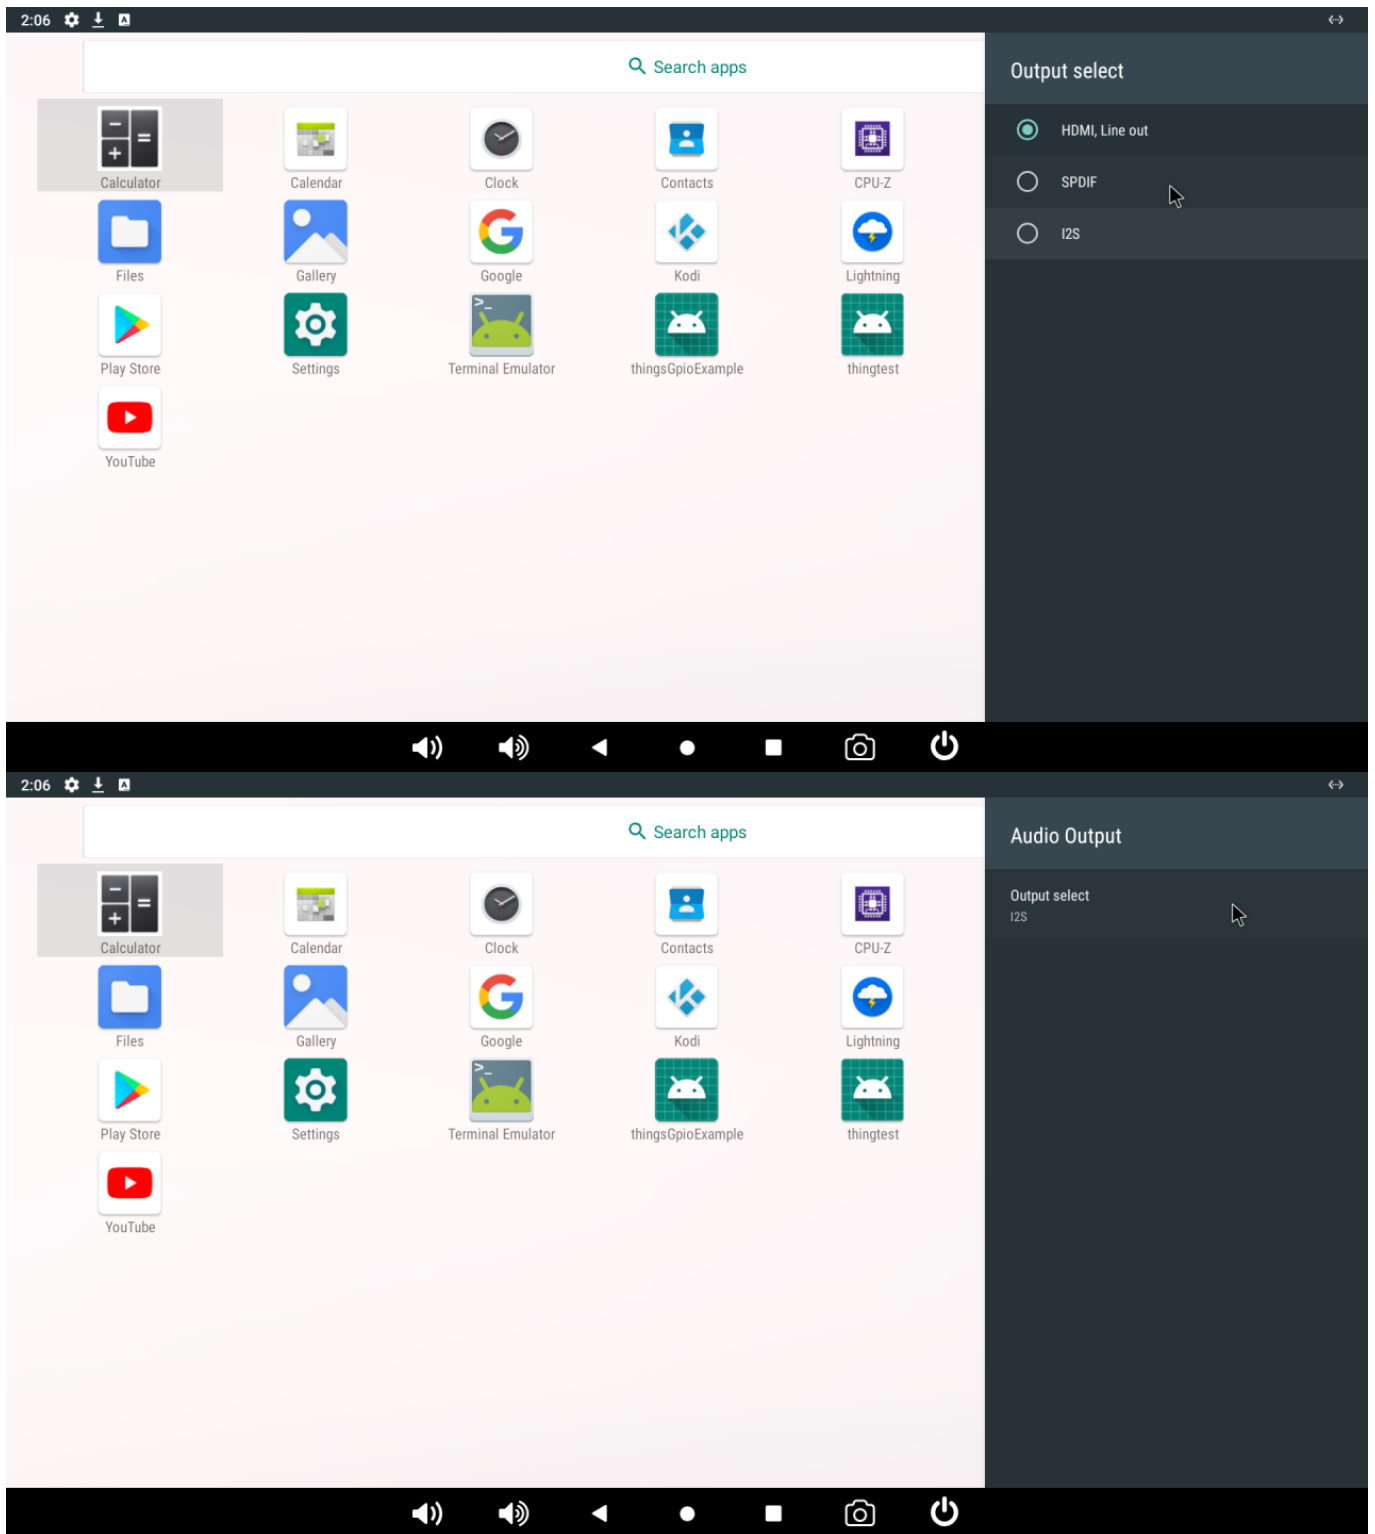 2:06
Search apps
Output select
HDMI, Line out
SPDIF
I2S
Calculator
Calendar
Clock
Contacts
CPU-Z
Files
Gallery
Google
Kodi
Lightning
Play Store
Settings
Terminal Emulator
thingsGpioExample
thingtest
YouTube
2:06
Search apps
Audio Output
Output select
I2S
Calculator
Calendar
Clock
Contacts
CPU-Z
Files
Gallery
Google
Kodi
Lightning
Play Store
Settings
Terminal Emulator
thingsGpioExample
thingtest
YouTube